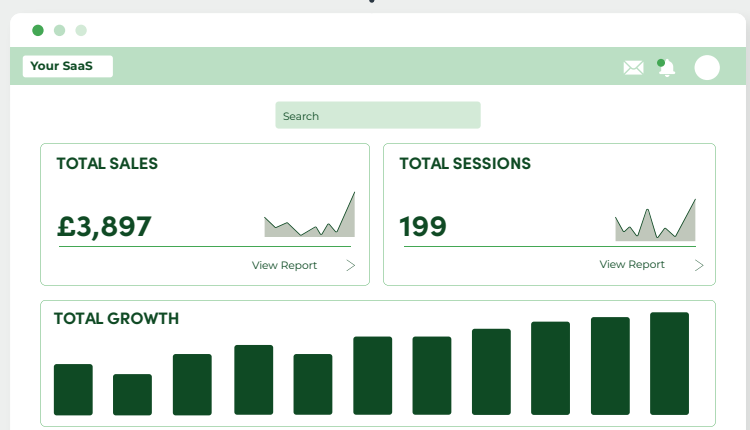 Your SaaS
Search
TOTAL SALES
£3,897
View Report
TOTAL SESSIONS
199
View Report
TOTAL GROWTH